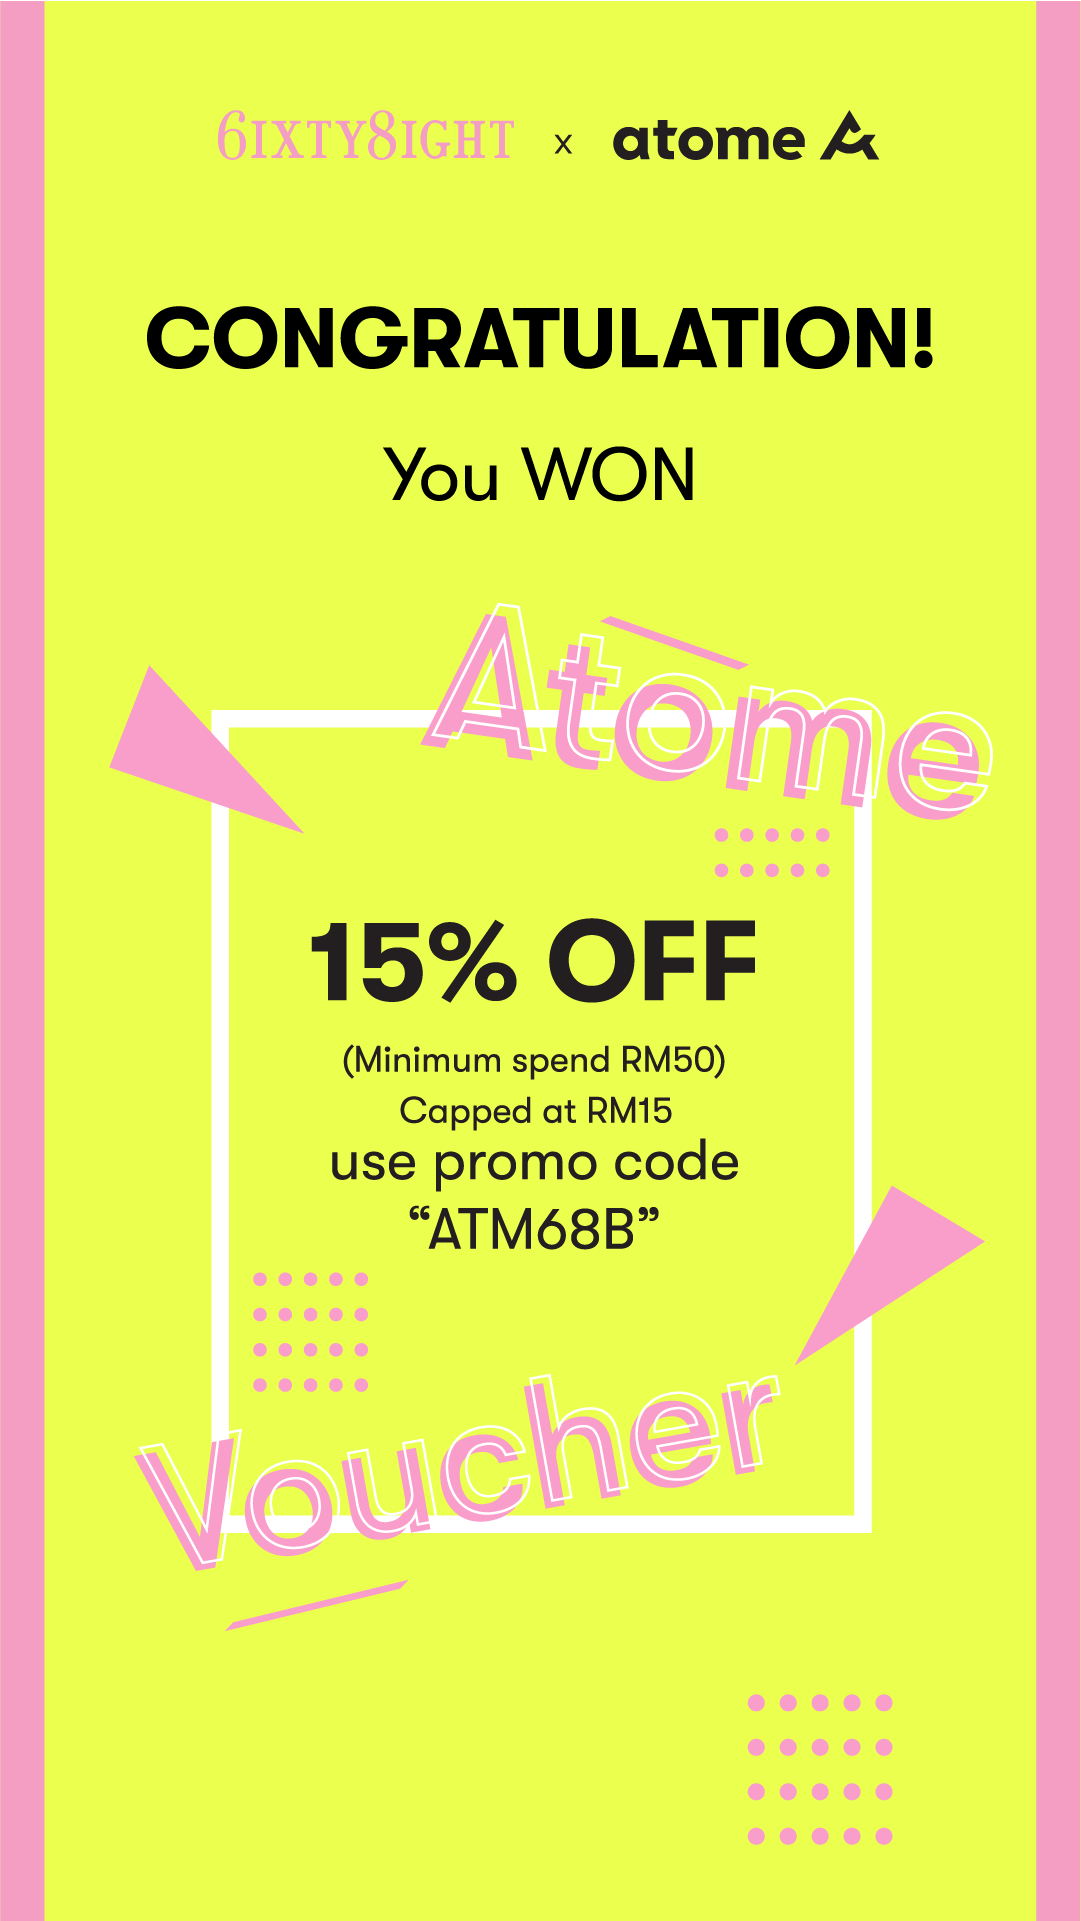 6IXTY8IGHT x atome
CONGRATULATION!
You WON
Atome
15% OFF
(Minimum spend RM50)
Capped at RM15
use promo code
“ATM68B”
Voucher